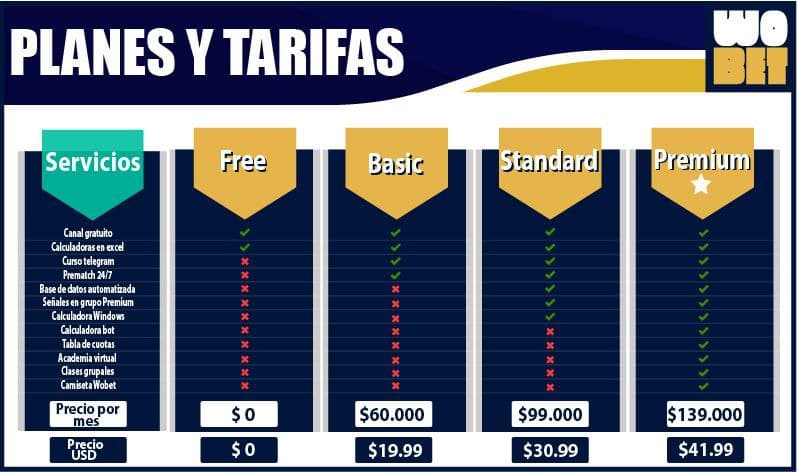 PLANES Y TARIFAS
WO
BET
Servicios
Free
Basic
Standard
Premium
Canal gratuito
Calculadoras en excel
Curso telegram
Prematch 24/7
Base de datos automatizada
Señales en grupo Premium
Calculadora Windows
Calculadora bot
Tabla de cuotas
Academia virtual
Clases grupales
Camiseta Wobet
Precio por
mes
$ 0
$60.000
$99.000
$139.000
Precio
USD
$ 0
$19.99
$30.99
$41.99